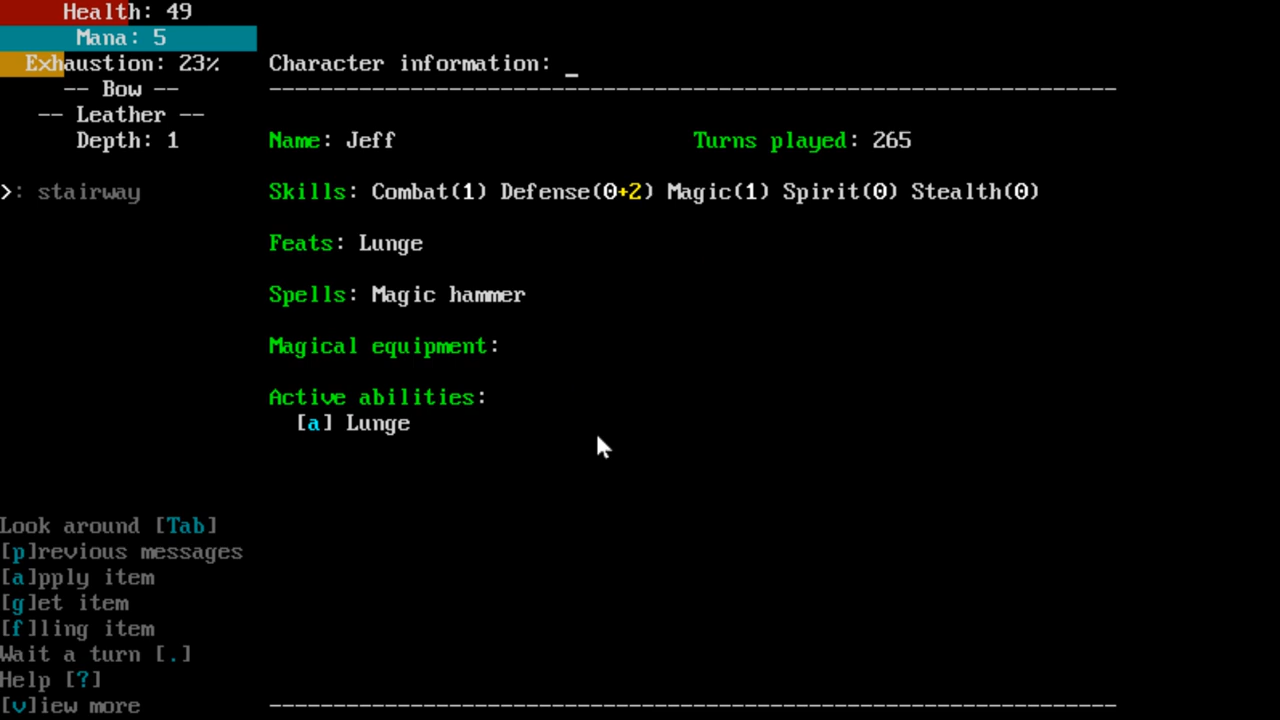 Health: 49
Mana: 5
Exhaustion: 23% Character information: _
-- Bow --
-- Leather --
Depth: 1 Name: Jeff Turns played: 265
>: stairway Skills: Combat(1) Defense(0+2) Magic(1) Spirit(0) Stealth(0)
Feats: Lunge
Spells: Magic hammer
Magical equipment:
Active abilities:
[a] Lunge
Look around [Tab]
[p]revious messages
[a]pply item
[g]et item
[f]ling item
Wait a turn [.]
Help [?]
[v]iew more